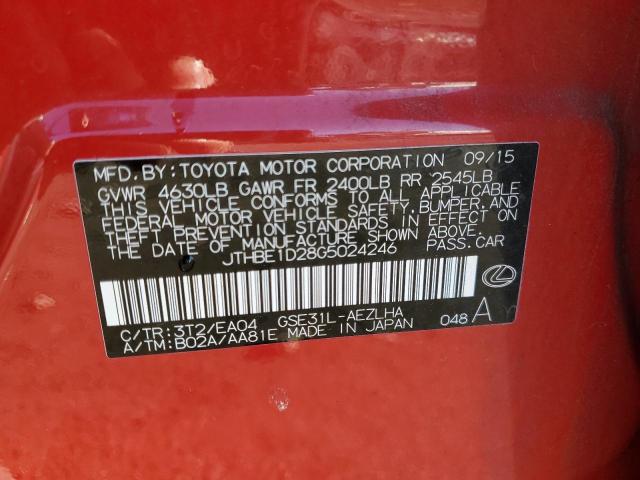 MFD. BY: TOYOTA MOTOR CORPORATION 09/15
GVWR 4630LB GAWR FR 2400LB RR 2545LB
THIS VEHICLE CONFORMS TO ALL APPLICABLE
FEDERAL MOTOR VEHICLE SAFETY, BUMPER, AND
THEFT PREVENTION STANDARDS IN EFFECT ON
THE DATE OF MANUFACTURE SHOWN ABOVE.
JTHBE1D28G5024246 PASS. CAR
C/TR: 3T2/EA04 GSE31L-AEZLHA
A/TM: B02A/AA81E MADE IN JAPAN 048 A